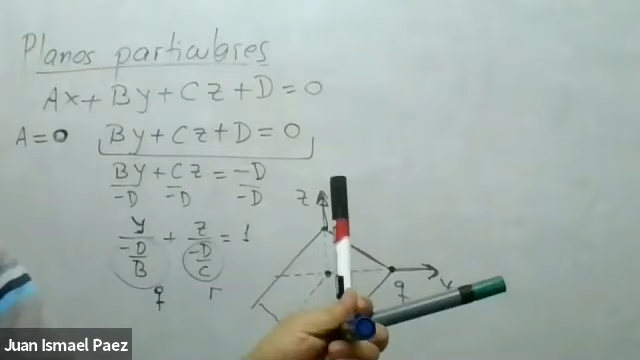 Planos particulares
Ax + By + Cz + D = 0
A = 0 By + Cz + D = 0
By/-D + Cz/-D = -D/-D
y/(-D/B) + z/(-D/C) = 1
q r
z
q y
Juan Ismael Paez